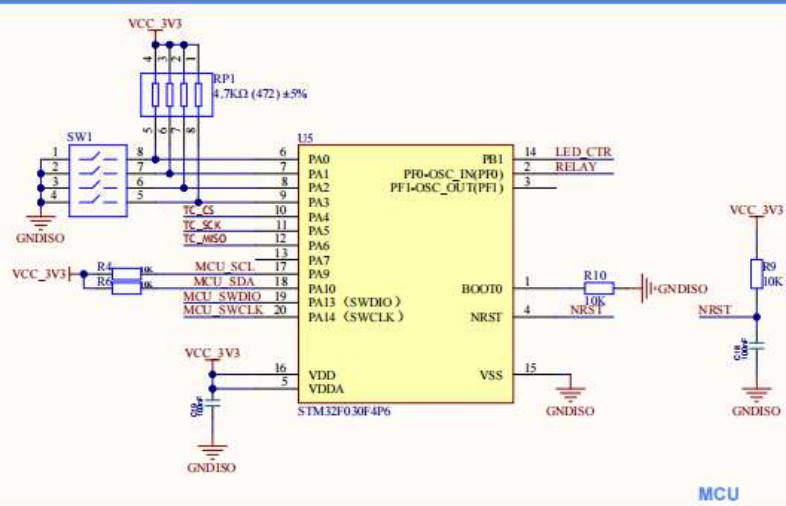 VCC_3V3
4 3 2 1
RP1
4.7KΩ (472) ±5%
5 6 7 8
SW1
1 8
2 7
3 6
4 5
GNDISO
U5
6 PA0
7 PA1
8 PA2
9 PA3
TC_CS 10 PA4
TC_SCK 11 PA5
TC_MISO 12 PA6
13 PA7
VCC_3V3 R4 10K MCU_SCL 17 PA9
R6 10K MCU_SDA 18 PA10
MCU_SWDIO 19 PA13 (SWDIO)
MCU_SWCLK 20 PA14 (SWCLK)
PB1 14 LED_CTR
PF0-OSC_IN(PF0) 2 RELAY
PF1-OSC_OUT(PF1) 3
BOOT0 1 R10 10K GNDISO
NRST 4 NRST
VCC_3V3
16 VDD
5 VDDA
VSS 15
GNDISO
STM32F030F4P6
GNDISO
VCC_3V3
R9
10K
NRST
GNDISO
MCU